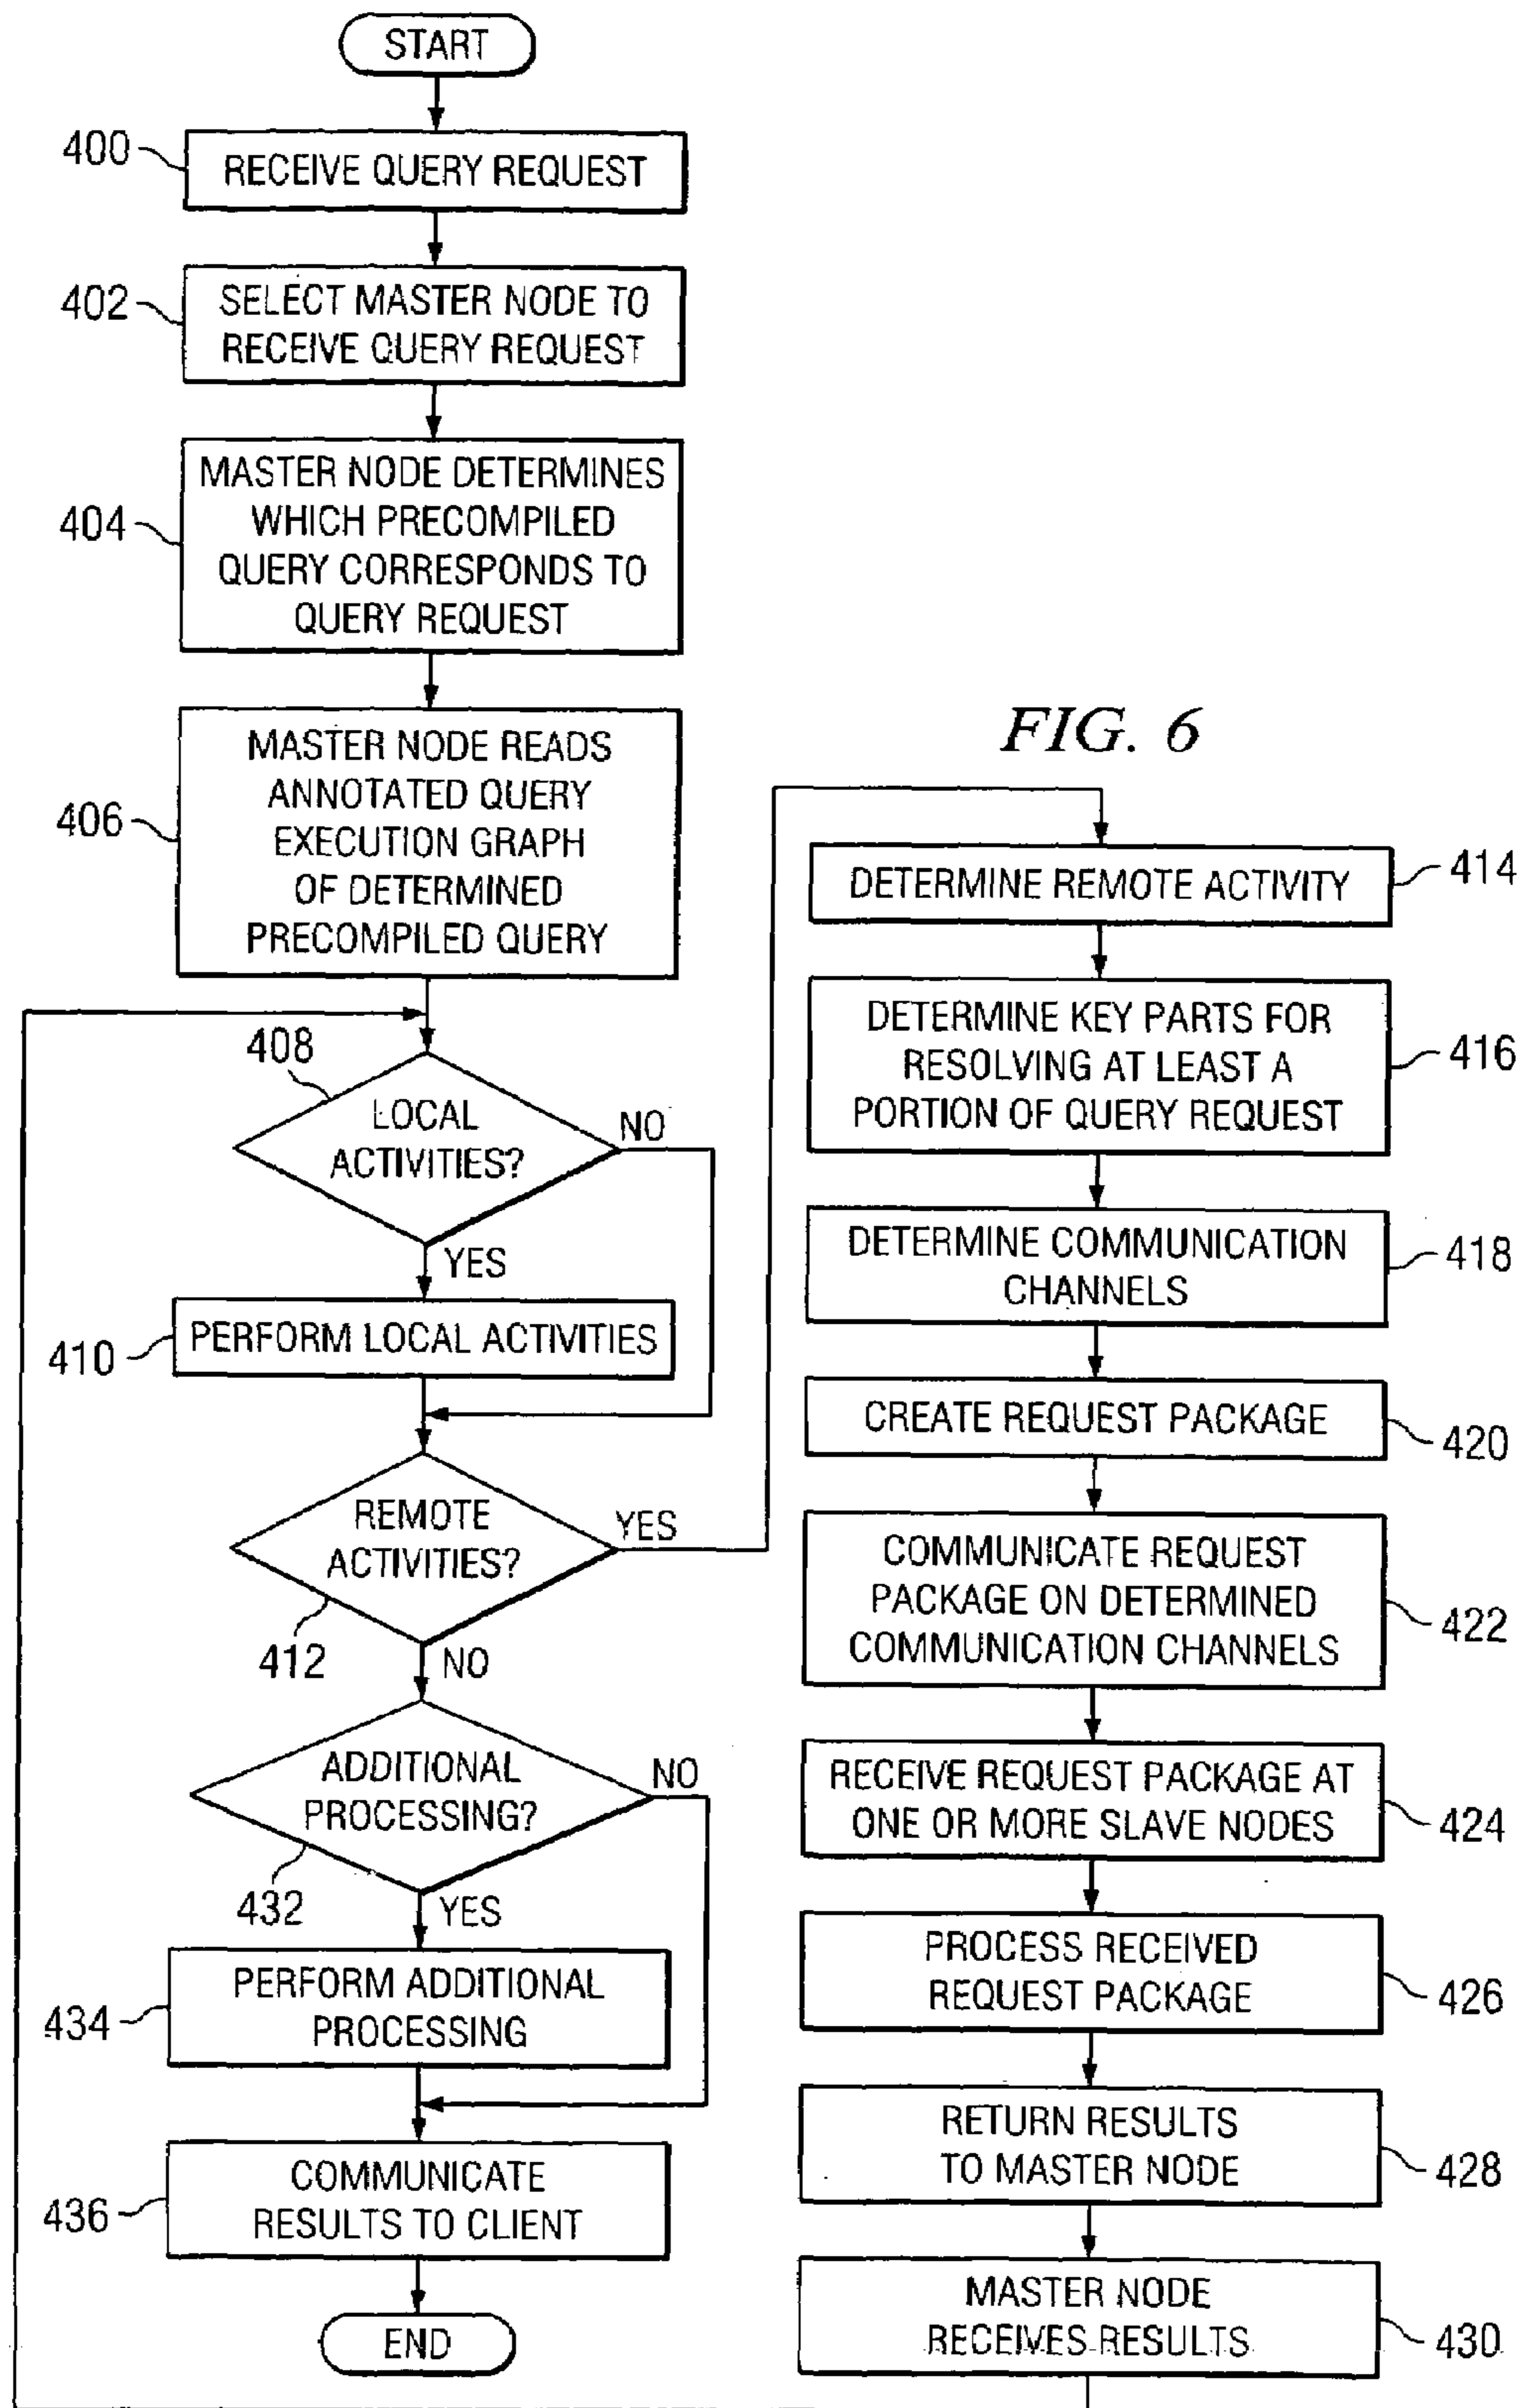 START
400
RECEIVE QUERY REQUEST
402
SELECT MASTER NODE TO
RECEIVE QUERY REQUEST
404
MASTER NODE DETERMINES
WHICH PRECOMPILED
QUERY CORRESPONDS TO
QUERY REQUEST
406
MASTER NODE READS
ANNOTATED QUERY
EXECUTION GRAPH
OF DETERMINED
PRECOMPILED QUERY
408
LOCAL
ACTIVITIES?
NO
YES
410
PERFORM LOCAL ACTIVITIES
REMOTE
ACTIVITIES?
YES
412
NO
ADDITIONAL
PROCESSING?
NO
432
YES
434
PERFORM ADDITIONAL
PROCESSING
436
COMMUNICATE
RESULTS TO CLIENT
END
FIG. 6
DETERMINE REMOTE ACTIVITY
414
DETERMINE KEY PARTS FOR
RESOLVING AT LEAST A
PORTION OF QUERY REQUEST
416
DETERMINE COMMUNICATION
CHANNELS
418
CREATE REQUEST PACKAGE
420
COMMUNICATE REQUEST
PACKAGE ON DETERMINED
COMMUNICATION CHANNELS
422
RECEIVE REQUEST PACKAGE AT
ONE OR MORE SLAVE NODES
424
PROCESS RECEIVED
REQUEST PACKAGE
426
RETURN RESULTS
TO MASTER NODE
428
MASTER NODE
RECEIVES RESULTS
430